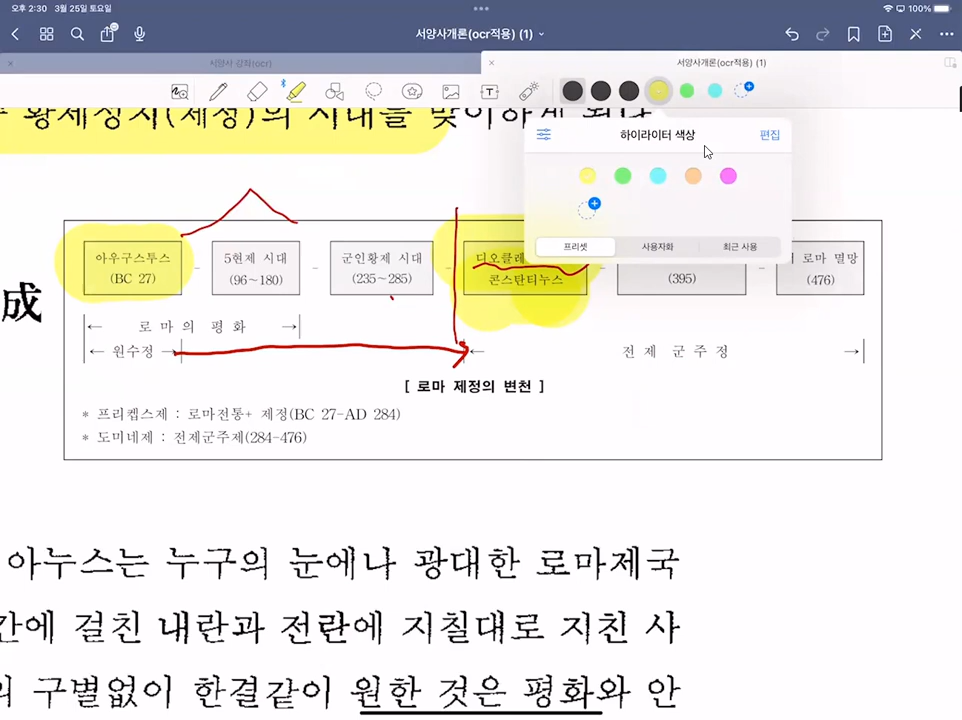 오후 2:30 3월 25일 토요일
100%
서양사개론(ocr적용) (1)
서양사 강화(ocr)
서양사개론(ocr적용) (1)
황제정치(제정)의 시대를 맞이하게 된다
하이라이터 색상
편집
프리셋 사용자화 최근 사용
아우구스투스
(BC 27)
5현제 시대
(96~180)
군인황제 시대
(235~285)
콘스탄티누스
(395)
로마 멸망
(476)
成
로 마 의 평 화
원수정
전 제 군 주 정
[ 로마 제정의 변천 ]
* 프리켑스제 : 로마전통+ 제정(BC 27-AD 284)
* 도미네제 : 전제군주제(284-476)
아누스는 누구의 눈에나 광대한 로마제국
간에 걸친 내란과 전란에 지칠대로 지친 사
의 구별없이 한결같이 원한 것은 평화와 안